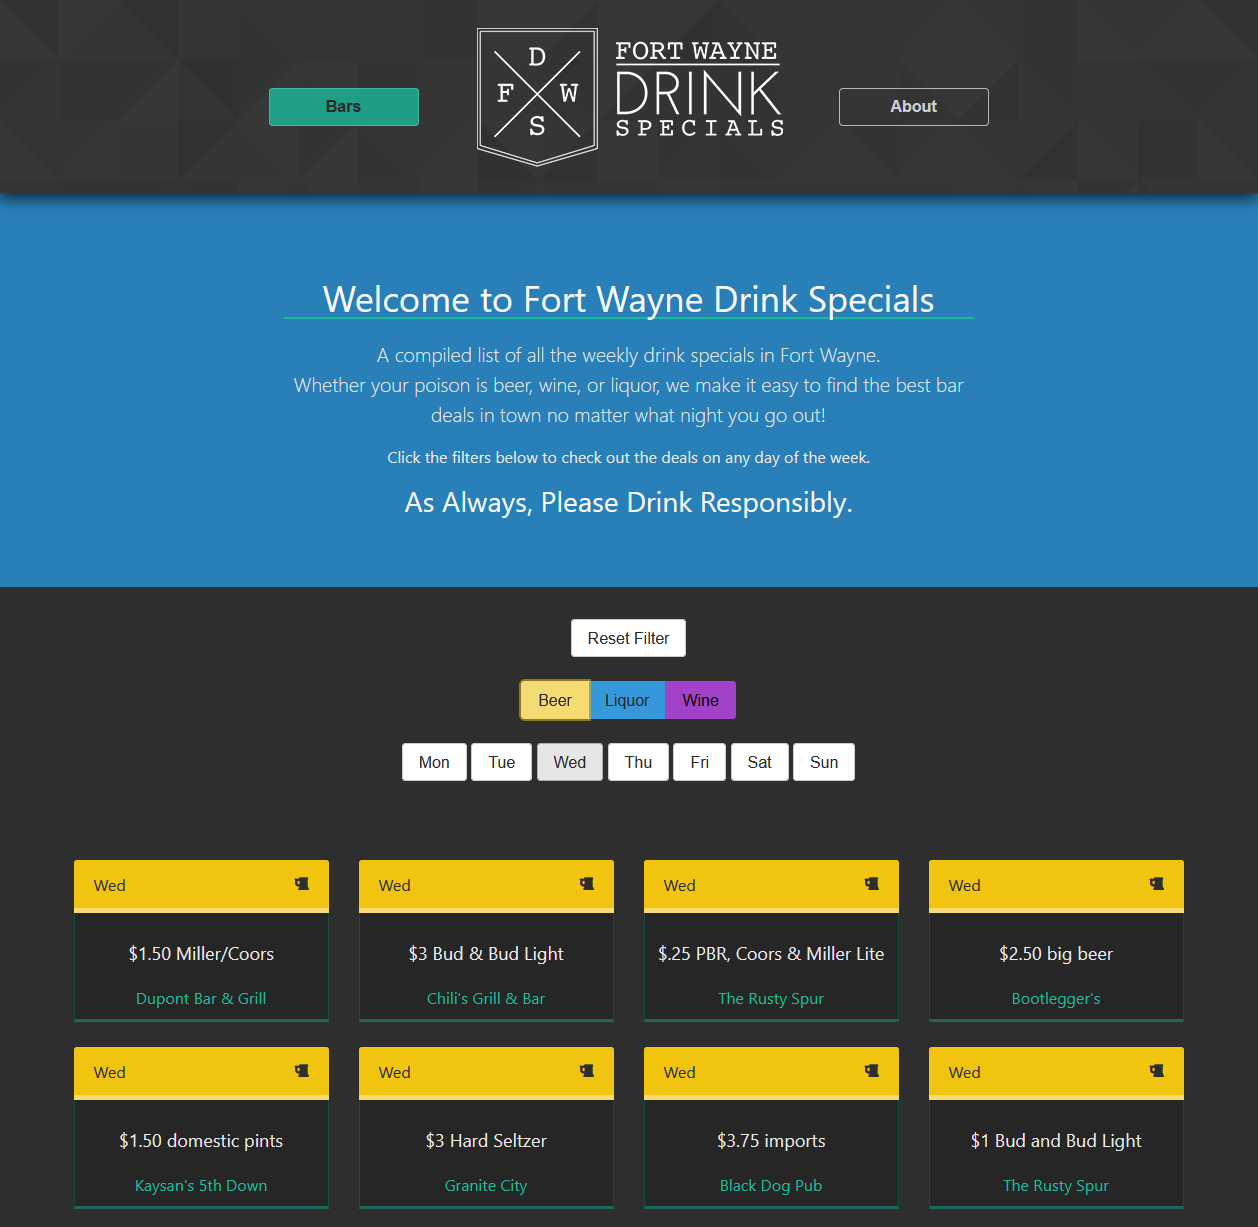 Bars
D
F W
S
FORT WAYNE
DRINK
SPECIALS
About
Welcome to Fort Wayne Drink Specials
A compiled list of all the weekly drink specials in Fort Wayne.
Whether your poison is beer, wine, or liquor, we make it easy to find the best bar
deals in town no matter what night you go out!
Click the filters below to check out the deals on any day of the week.
As Always, Please Drink Responsibly.
Reset Filter
Beer Liquor Wine
Mon Tue Wed Thu Fri Sat Sun
Wed
$1.50 Miller/Coors
Dupont Bar & Grill
Wed
$3 Bud & Bud Light
Chili's Grill & Bar
Wed
$.25 PBR, Coors & Miller Lite
The Rusty Spur
Wed
$2.50 big beer
Bootlegger's
Wed
$1.50 domestic pints
Kaysan's 5th Down
Wed
$3 Hard Seltzer
Granite City
Wed
$3.75 imports
Black Dog Pub
Wed
$1 Bud and Bud Light
The Rusty Spur